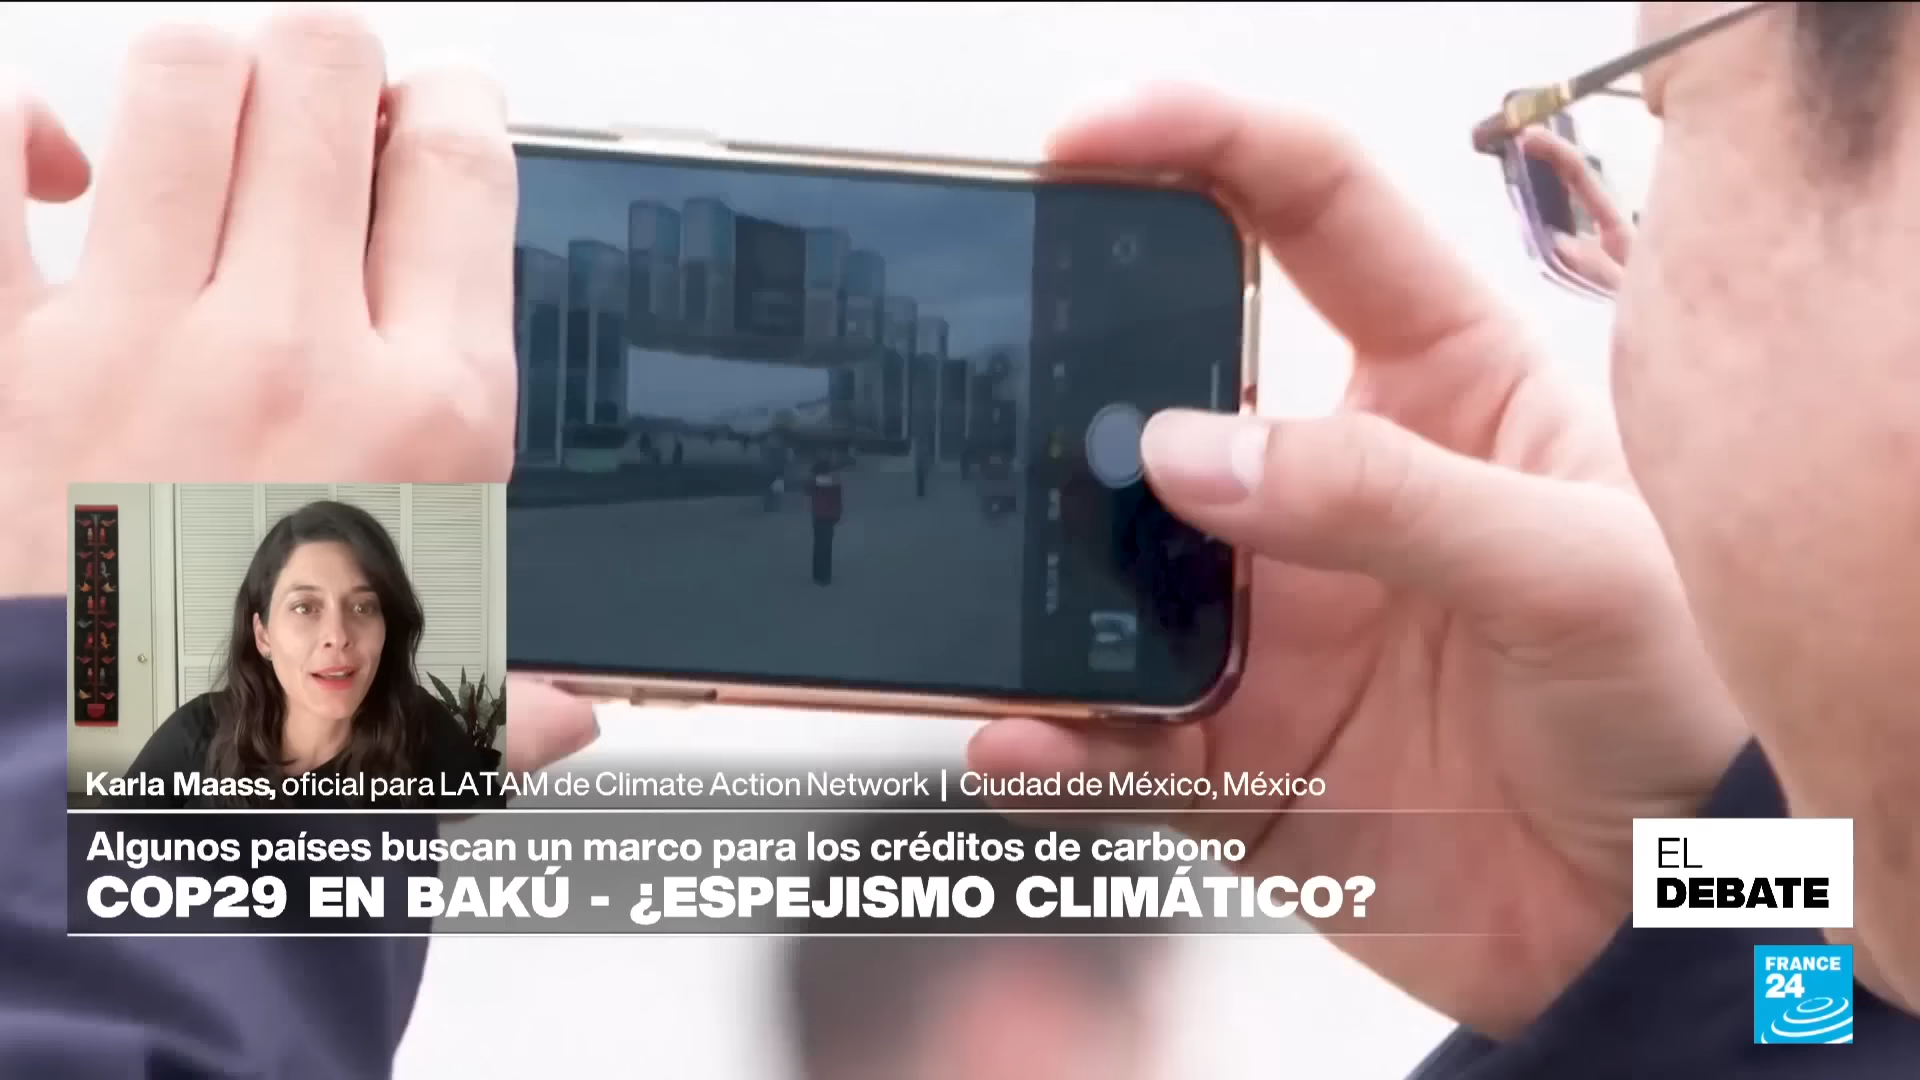 Karla Maass, oficial para LATAM de Climate Action Network | Ciudad de México, México
Algunos países buscan un marco para los créditos de carbono
COP29 EN BAKÚ - ¿ESPEJISMO CLIMÁTICO?
EL
DEBATE
FRANCE
24